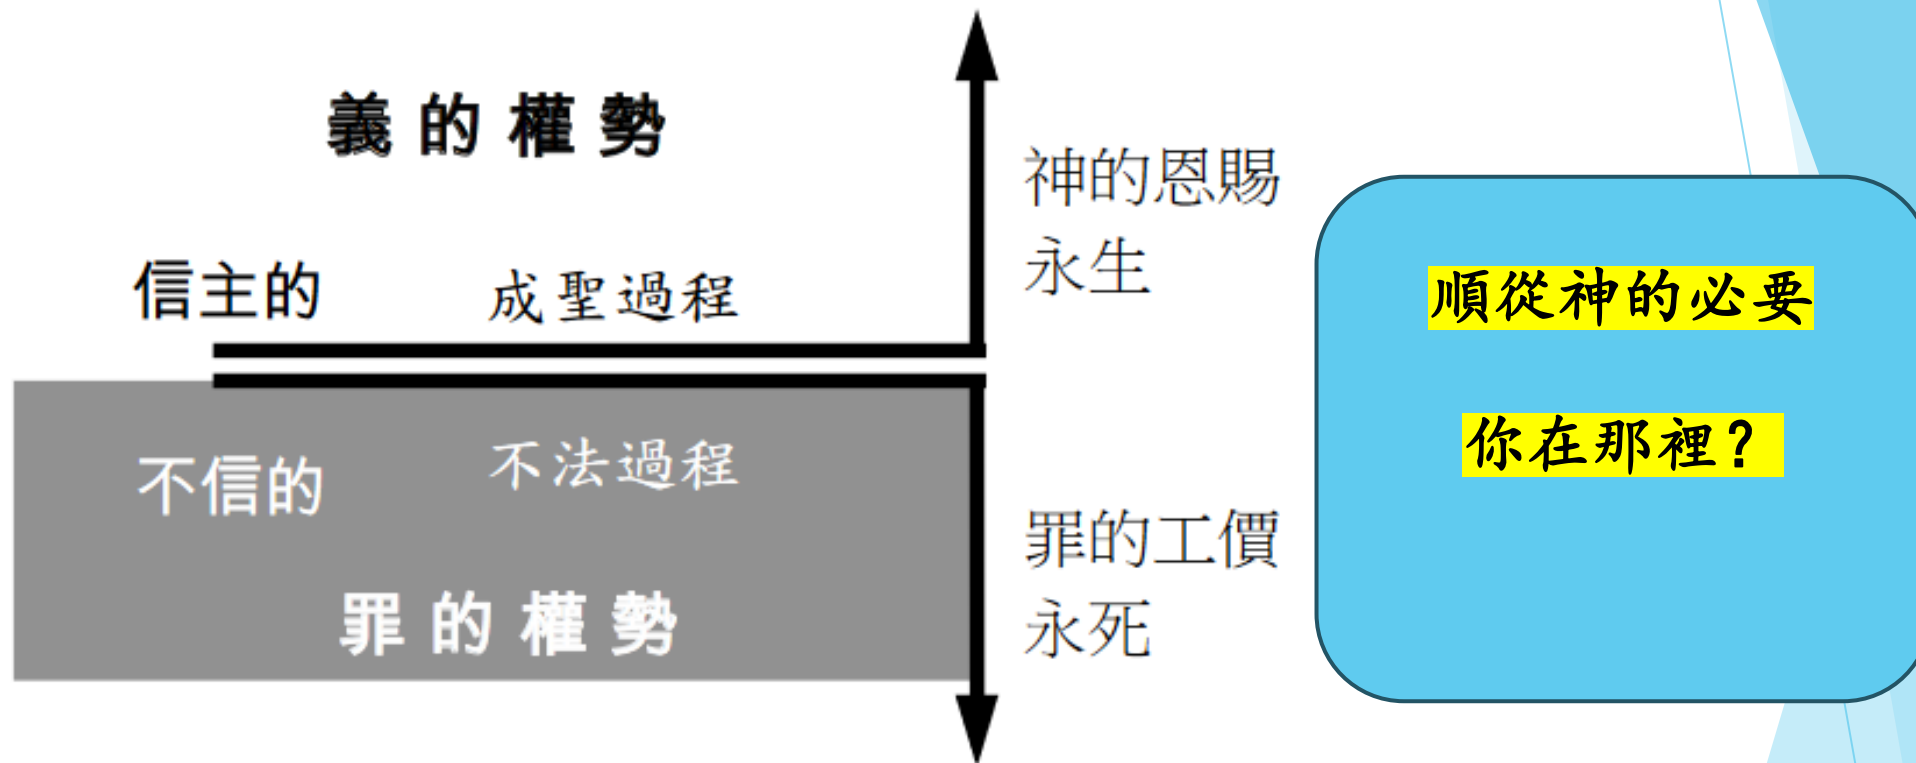 義的權勢
神的恩賜
永生
信主的
成聖過程
順從神的必要
你在那裡？
不信的
不法過程
罪的工價
永死
罪的權勢